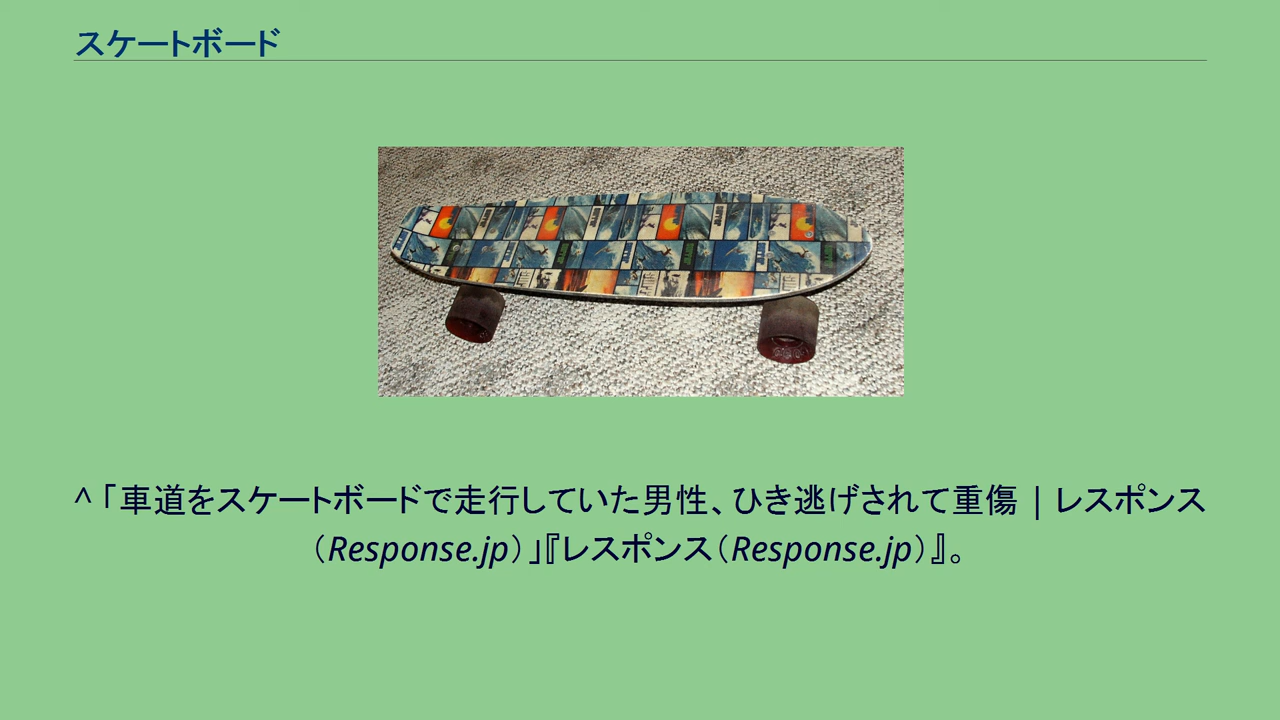 スケートボード
^ 「車道をスケートボードで走行していた男性、ひき逃げされて重傷 | レスポンス
（Response.jp）」『レスポンス（Response.jp）』。